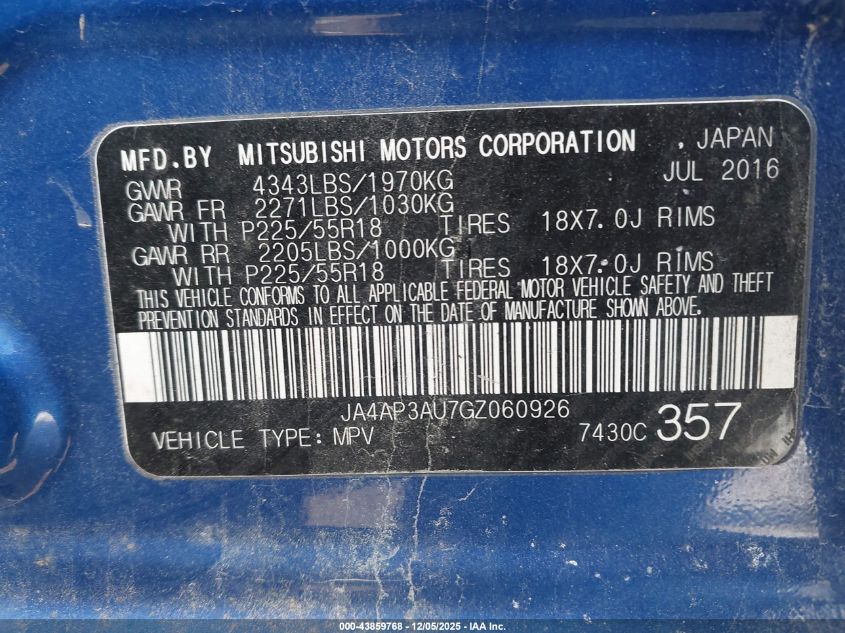 MFD.BY MITSUBISHI MOTORS CORPORATION , JAPAN
JUL 2016
GVWR 4343LBS/1970KG
GAWR FR 2271LBS/1030KG
WITH P225/55R18 TIRES 18X7.0J RIMS
GAWR RR 2205LBS/1000KG
WITH P225/55R18 TIRES 18X7.0J RIMS
THIS VEHICLE CONFORMS TO ALL APPLICABLE FEDERAL MOTOR VEHICLE SAFETY AND THEFT
PREVENTION STANDARDS IN EFFECT ON THE DATE OF MANUFACTURE SHOWN ABOVE.
JA4AP3AU7GZ060926
VEHICLE TYPE: MPV 7430C 357
000-43859768 - 12/05/2025 - IAA Inc.